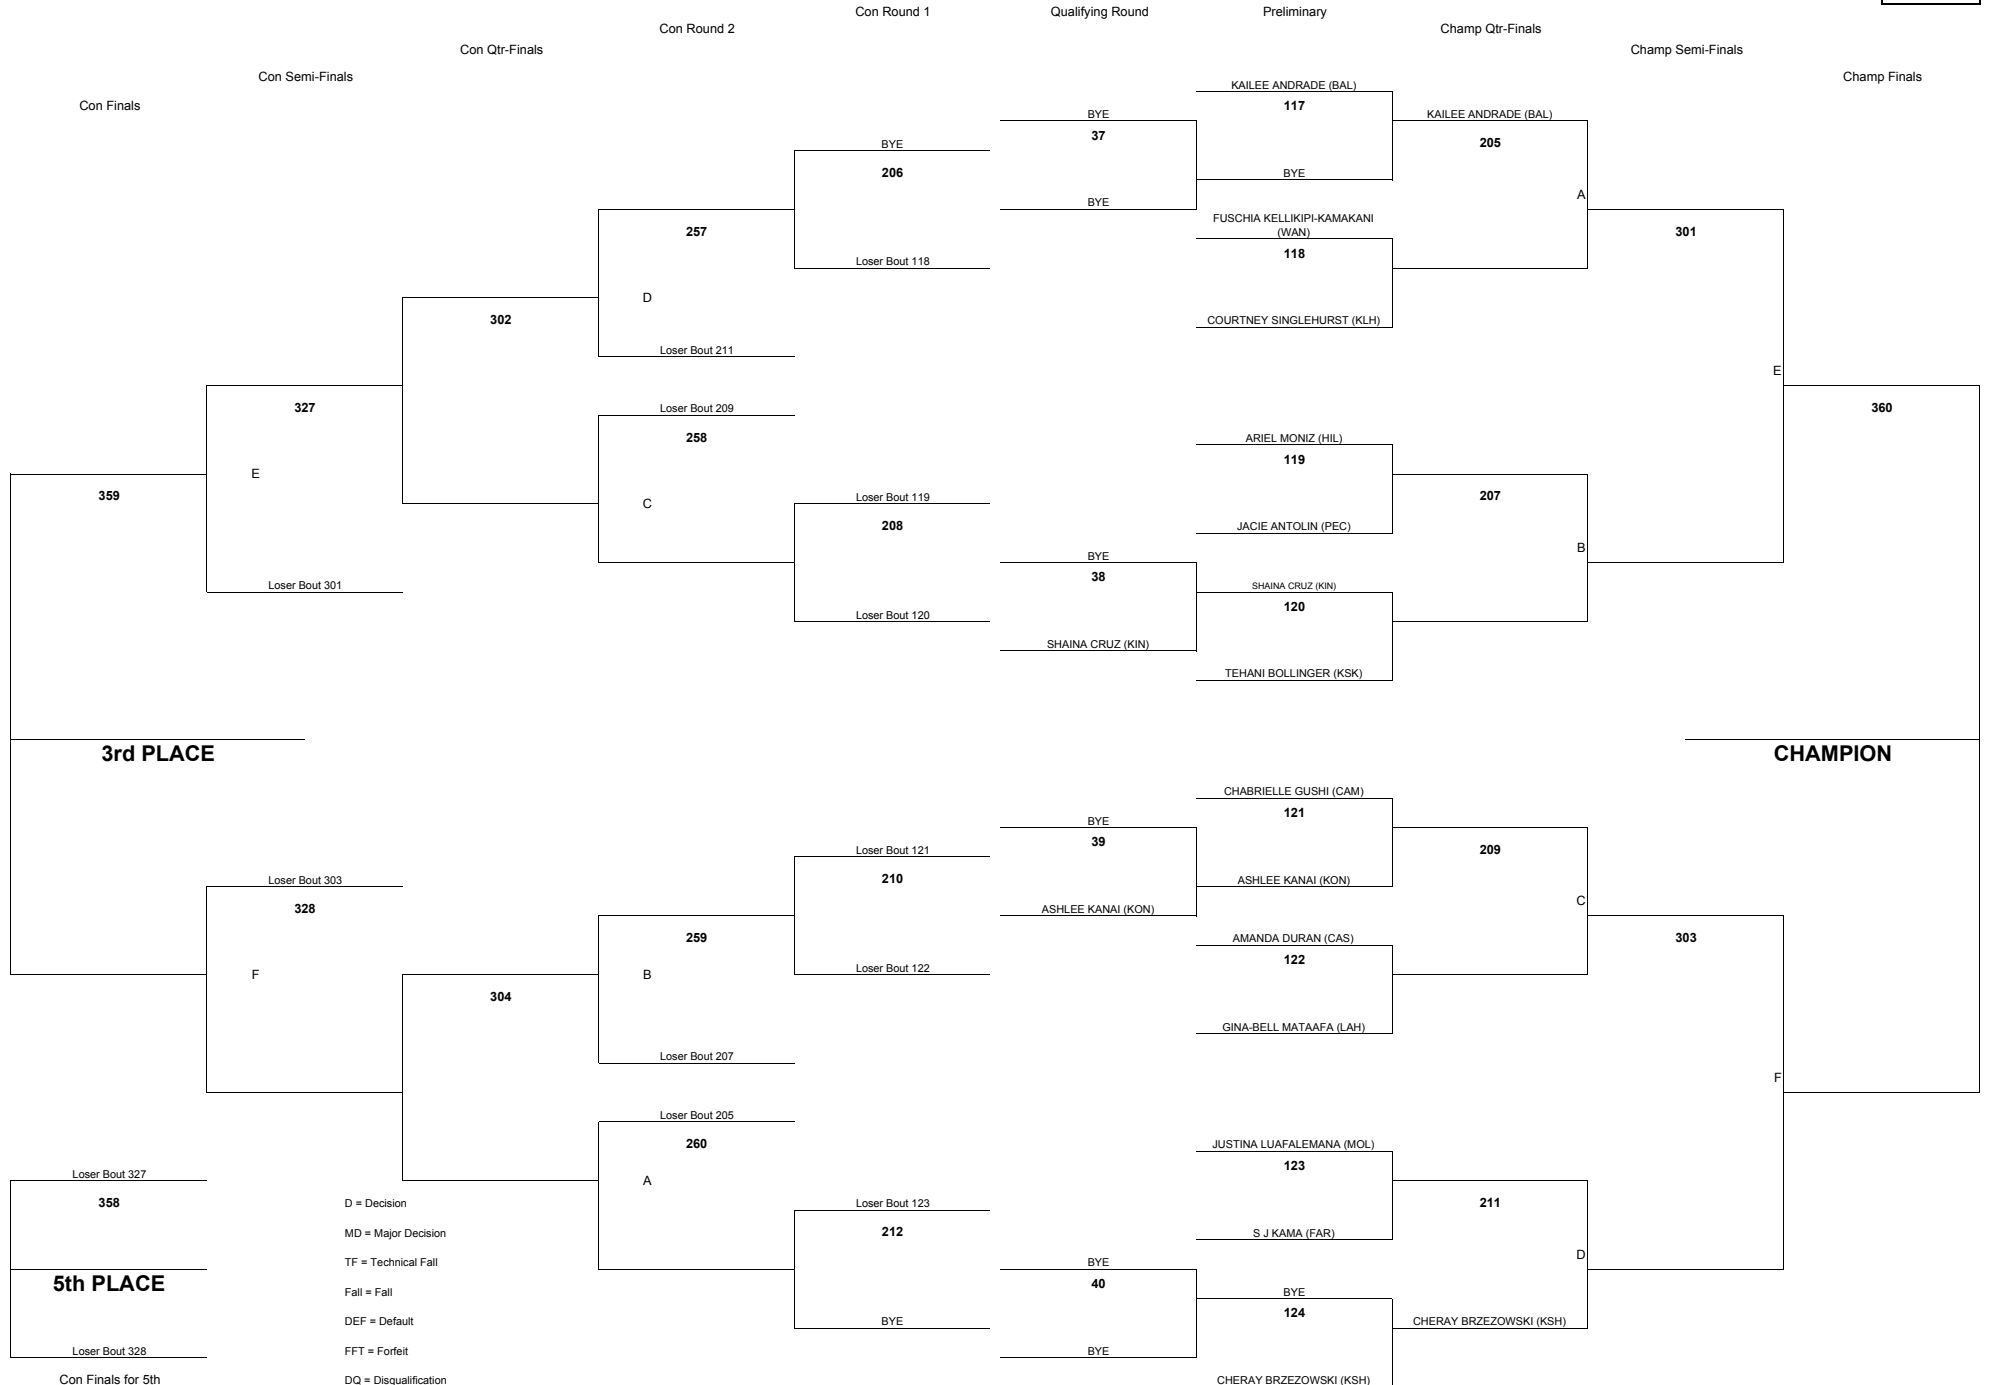 Con Round 1
Qualifying Round
Preliminary
Con Round 2
Champ Qtr-Finals
Con Qtr-Finals
Champ Semi-Finals
Con Semi-Finals
Champ Finals
Con Finals
KAILEE ANDRADE (BAL)
117
BYE
KAILEE ANDRADE (BAL)
37
205
BYE
206
BYE
BYE
A
FUSCHIA KELLIKIPI-KAMAKANI
(WAN)
257
301
118
Loser Bout 118
D
302
COURTNEY SINGLEHURST (KLH)
Loser Bout 211
E
327
Loser Bout 209
360
258
ARIEL MONIZ (HIL)
119
E
359
Loser Bout 119
207
C
208
JACIE ANTOLIN (PEC)
B
BYE
38
Loser Bout 301
SHAINA CRUZ (KIN)
120
Loser Bout 120
SHAINA CRUZ (KIN)
TEHANI BOLLINGER (KSK)
3rd PLACE
CHAMPION
CHABRIELLE GUSHI (CAM)
121
BYE
39
Loser Bout 121
209
Loser Bout 303
210
ASHLEE KANAI (KON)
328
ASHLEE KANAI (KON)
C
259
AMANDA DURAN (CAS)
303
122
F
B
Loser Bout 122
304
GINA-BELL MATAAFA (LAH)
Loser Bout 207
F
Loser Bout 205
260
JUSTINA LUAFALEMANA (MOL)
123
Loser Bout 327
A
358
D = Decision
Loser Bout 123
211
MD = Major Decision
212
S J KAMA (FAR)
TF = Technical Fall
BYE
D
5th PLACE
40
Fall = Fall
BYE
124
DEF = Default
BYE
CHERAY BRZEZOWSKI (KSH)
Loser Bout 328
FFT = Forfeit
BYE
Con Finals for 5th
DQ = Disqualification
CHERAY BRZEZOWSKI (KSH)